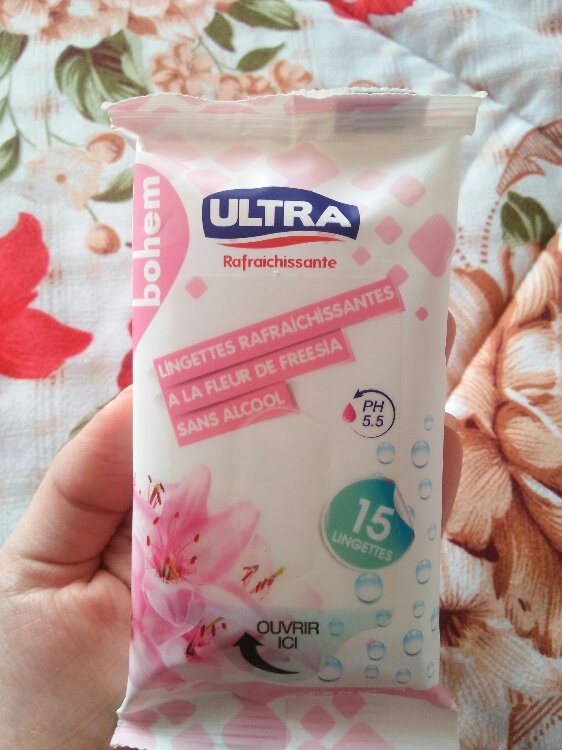 bohem
ULTRA
Rafraichissante
LINGETTES RAFRAICHISSANTES
A LA FLEUR DE FREESIA
SANS ALCOOL
PH
5.5
15
LINGETTES
OUVRIR
ICI